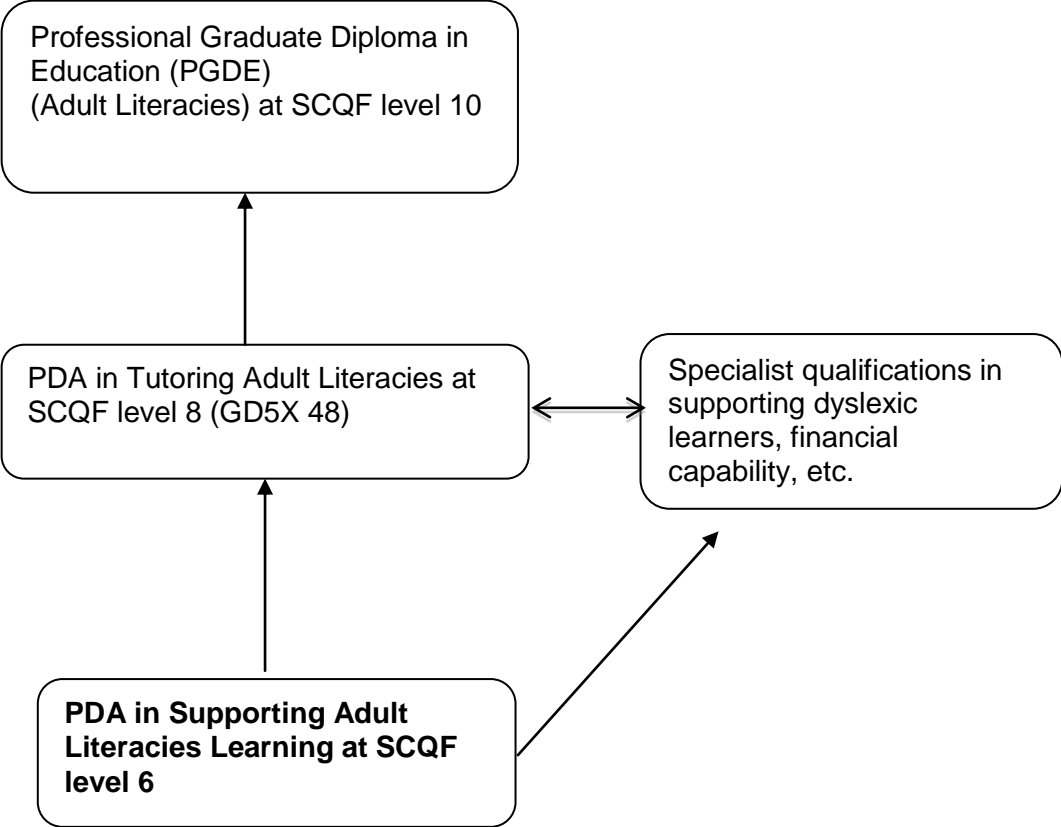 Professional Graduate Diploma in
Education (PGDE)
(Adult Literacies) at SCQF level 10
PDA in Tutoring Adult Literacies at
SCQF level 8 (GD5X 48)
Specialist qualifications in
supporting dyslexic
learners, financial
capability, etc.
PDA in Supporting Adult
Literacies Learning at SCQF
level 6